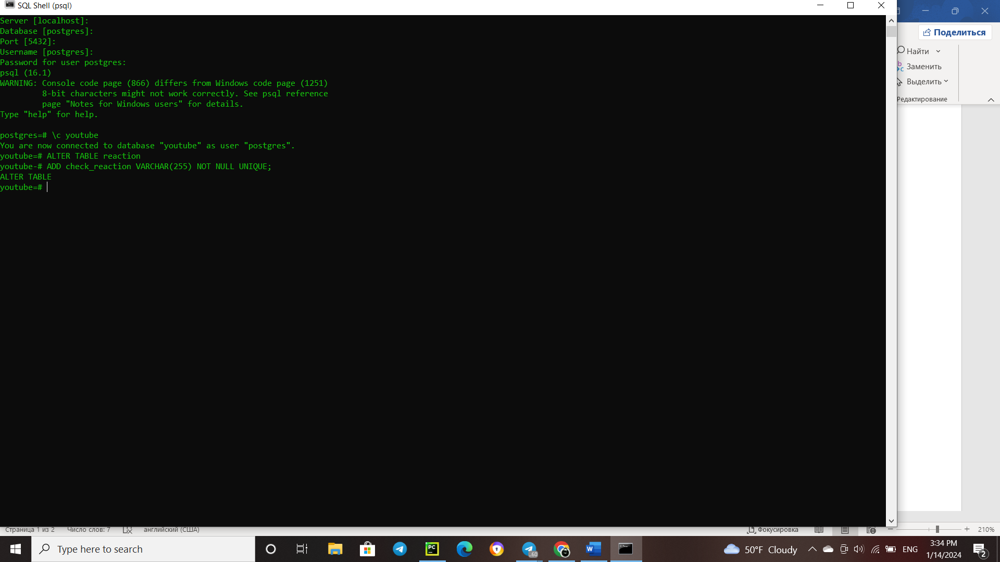 SQL Shell (psql)
Server [localhost]:
Database [postgres]:
Port [5432]:
Username [postgres]:
Password for user postgres:
psql (16.1)
WARNING: Console code page (866) differs from Windows code page (1251)
8-bit characters might not work correctly. See psql reference
page "Notes for Windows users" for details.
Type "help" for help.
postgres=# \c youtube
You are now connected to database "youtube" as user "postgres".
youtube=# ALTER TABLE reaction
youtube-# ADD check_reaction VARCHAR(255) NOT NULL UNIQUE;
ALTER TABLE
youtube=#
Поделиться
Найти
Заменить
Выделить
Редактирование
Страница 1 из 2 Число слов: 7 английский (США) Фокусировка 210%
Type here to search
PC
60
W
50°F Cloudy
ENG
3:34 PM
1/14/2024
2